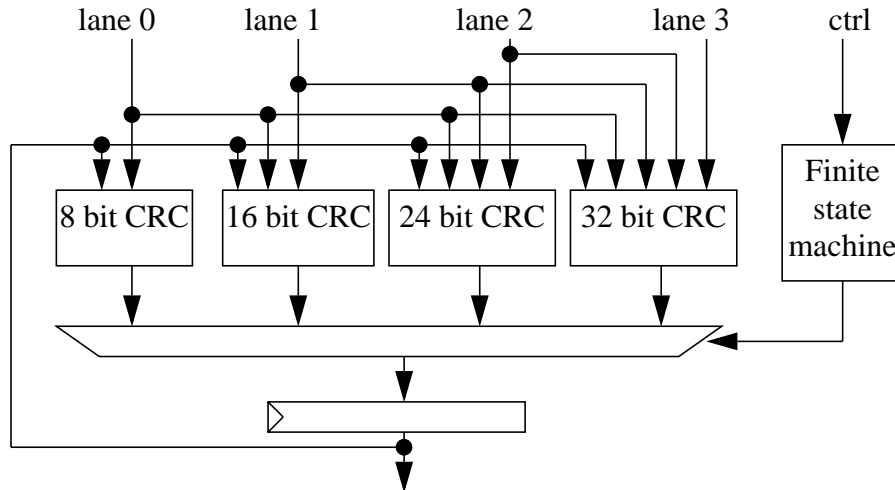 lane 0
lane 1
lane 2
lane 3
ctrl
8 bit CRC
16 bit CRC
24 bit CRC
32 bit CRC
Finite
state
machine